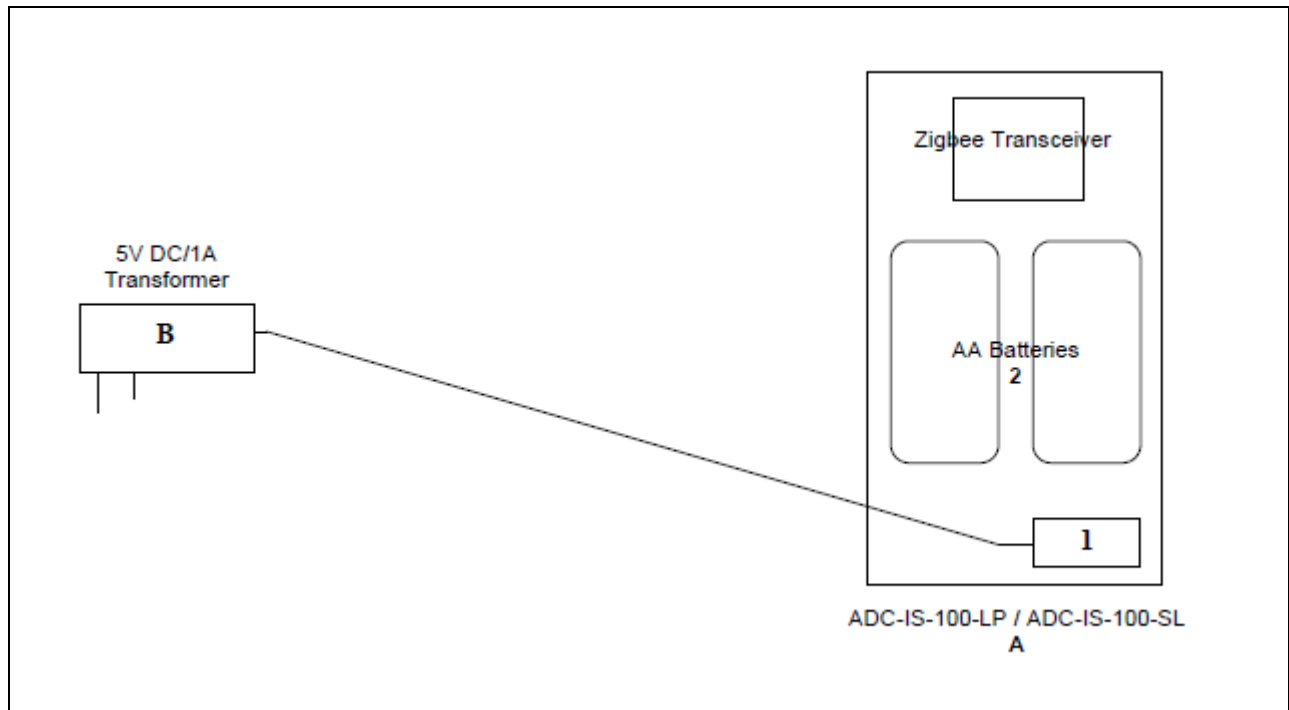 Zigbee Transceiver
5V DC/1A
Transformer
B
AA Batteries
2
1
ADC-IS-100-LP / ADC-IS-100-SL
A